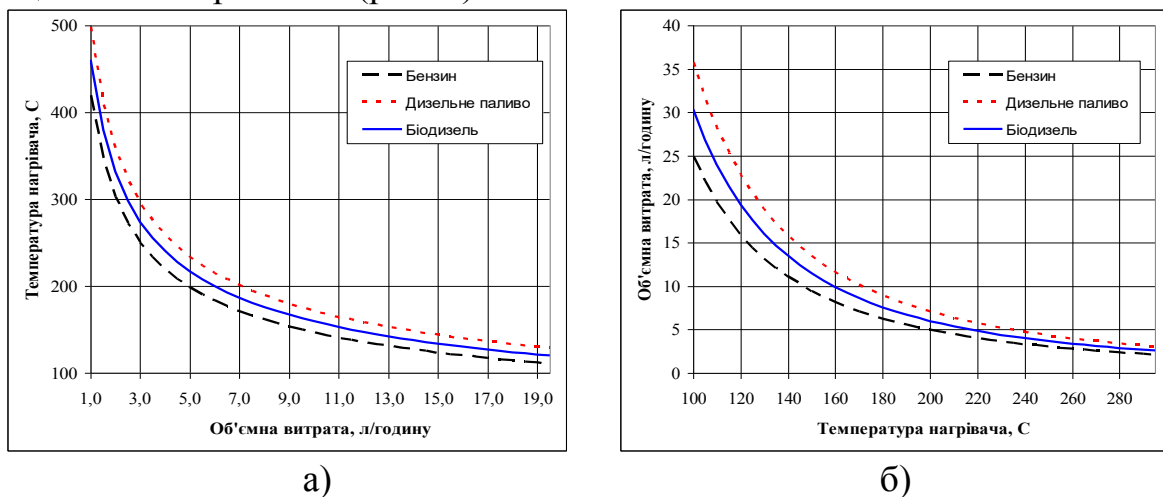 500
400
300
200
100
Температура нагрівача, С
Бензин
Дизельне паливо
Біодизель
1,0 3,0 5,0 7,0 9,0 11,0 13,0 15,0 17,0 19,0
Об'ємна витрата, л/годину
а)
40
35
30
25
20
15
10
5
0
Об'ємна витрата, л/годину
Бензин
Дизельне паливо
Біодизель
100 120 140 160 180 200 220 240 260 280
Температура нагрівача, С
б)